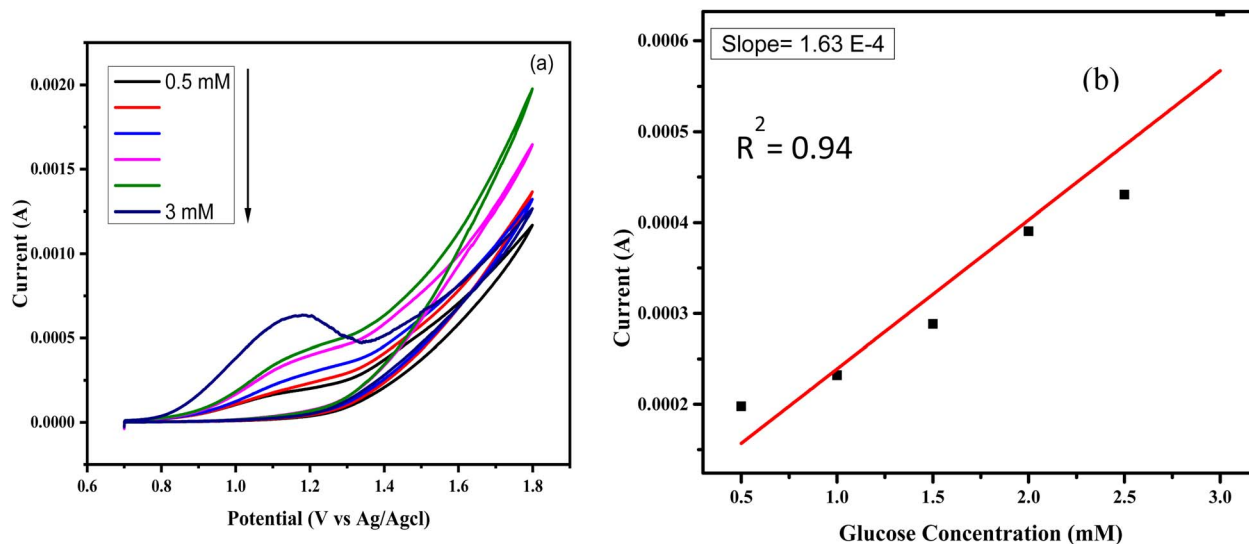 (a)
0.5 mM
3 mM
0.0020
0.0015
0.0010
0.0005
0.0000
Current (A)
0.6 0.8 1.0 1.2 1.4 1.6 1.8
Potential (V vs Ag/Agcl)
Slope= 1.63 E-4
(b)
R2= 0.94
0.0006
0.0005
0.0004
0.0003
0.0002
Current (A)
0.5 1.0 1.5 2.0 2.5 3.0
Glucose Concentration (mM)